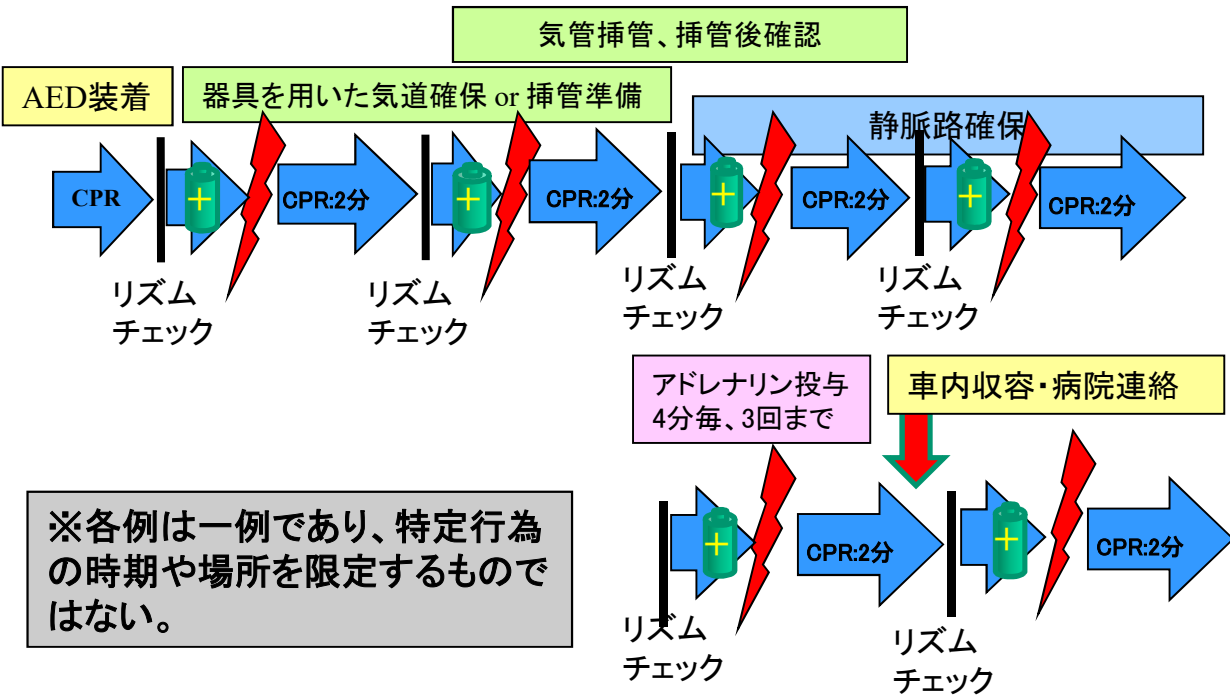 気管挿管、挿管後確認
AED装着
器具を用いた気道確保 or 挿管準備
静脈路確保
CPR
CPR:2分
CPR:2分
CPR:2分
CPR:2分
リズム
チェック
リズム
チェック
リズム
チェック
リズム
チェック
アドレナリン投与
4分毎、3回まで
車内収容・病院連絡
CPR:2分
CPR:2分
リズム
チェック
リズム
チェック
※各例は一例であり、特定行為
の時期や場所を限定するもので
はない。